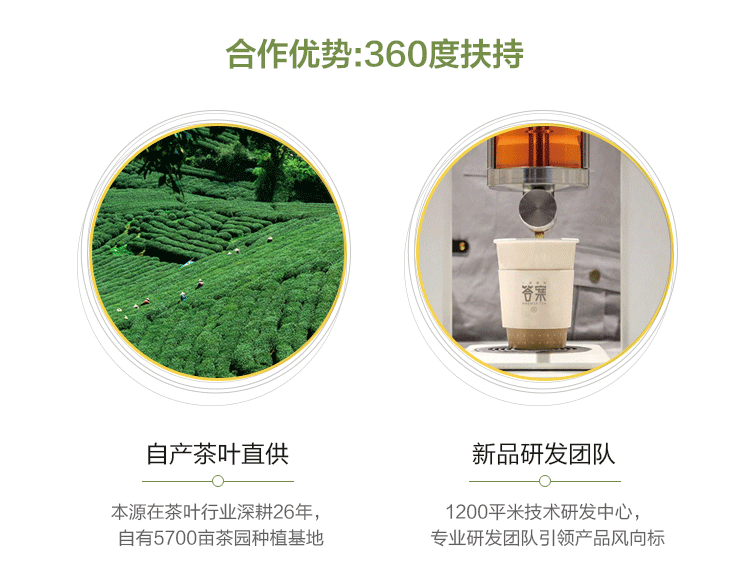 合作优势:360度扶持
答案
自产茶叶直供
新品研发团队
本源在茶叶行业深耕26年，
自有5700亩茶园种植基地
1200平米技术研发中心，
专业研发团队引领产品风向标